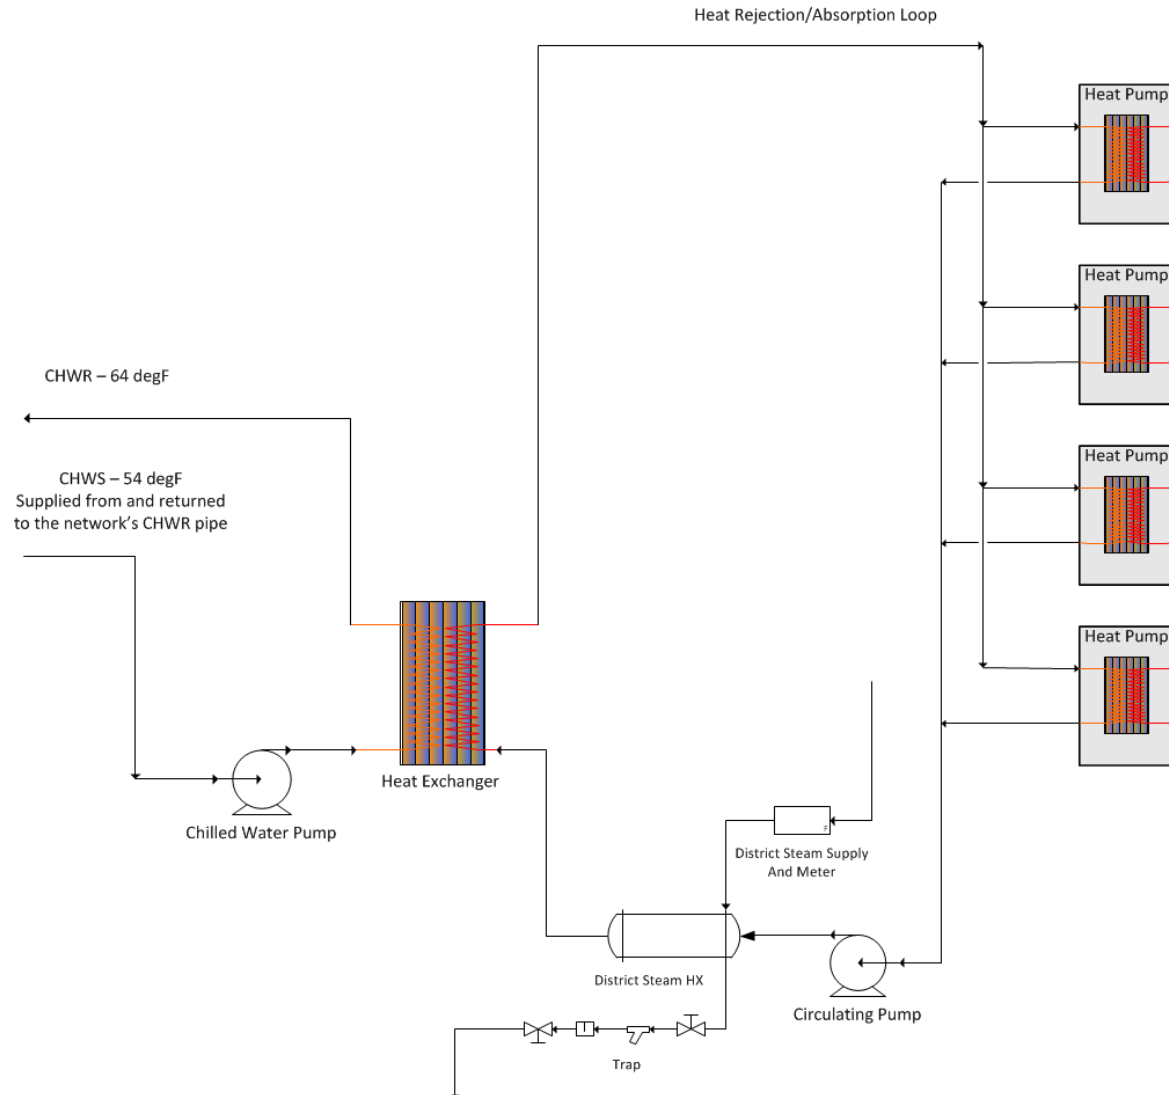 Heat Rejection/Absorption Loop
Heat Pump
Heat Pump
CHWR – 64 degF
CHWS – 54 degF
Supplied from and returned
to the network’s CHWR pipe
Heat Pump
Heat Pump
Heat Exchanger
Chilled Water Pump
F
District Steam Supply
And Meter
District Steam HX
Circulating Pump
Trap